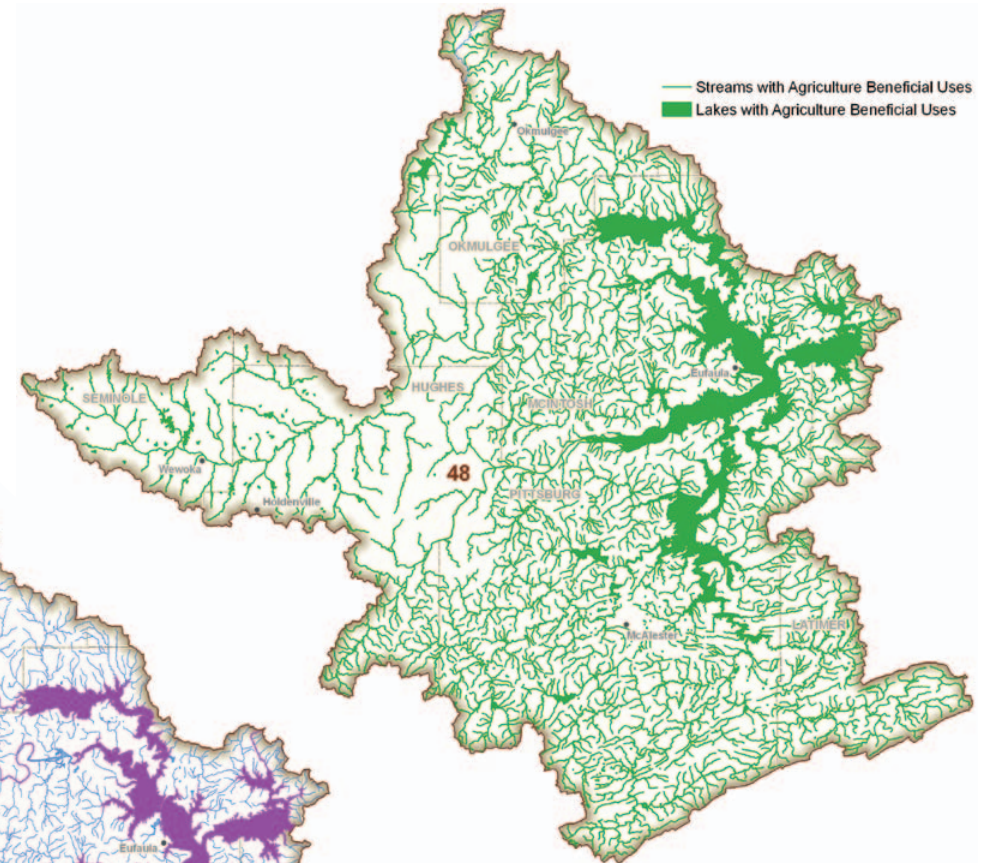 Streams with Agriculture Beneficial Uses
Lakes with Agriculture Beneficial Uses
Okmulgee
OKMULGEE
Eufaula
HUGHES
SEMINOLE
MCINTOSH
Wewoka
48
PITTSBURG
Holdenville
McAlester
LATIMER
Eufaula